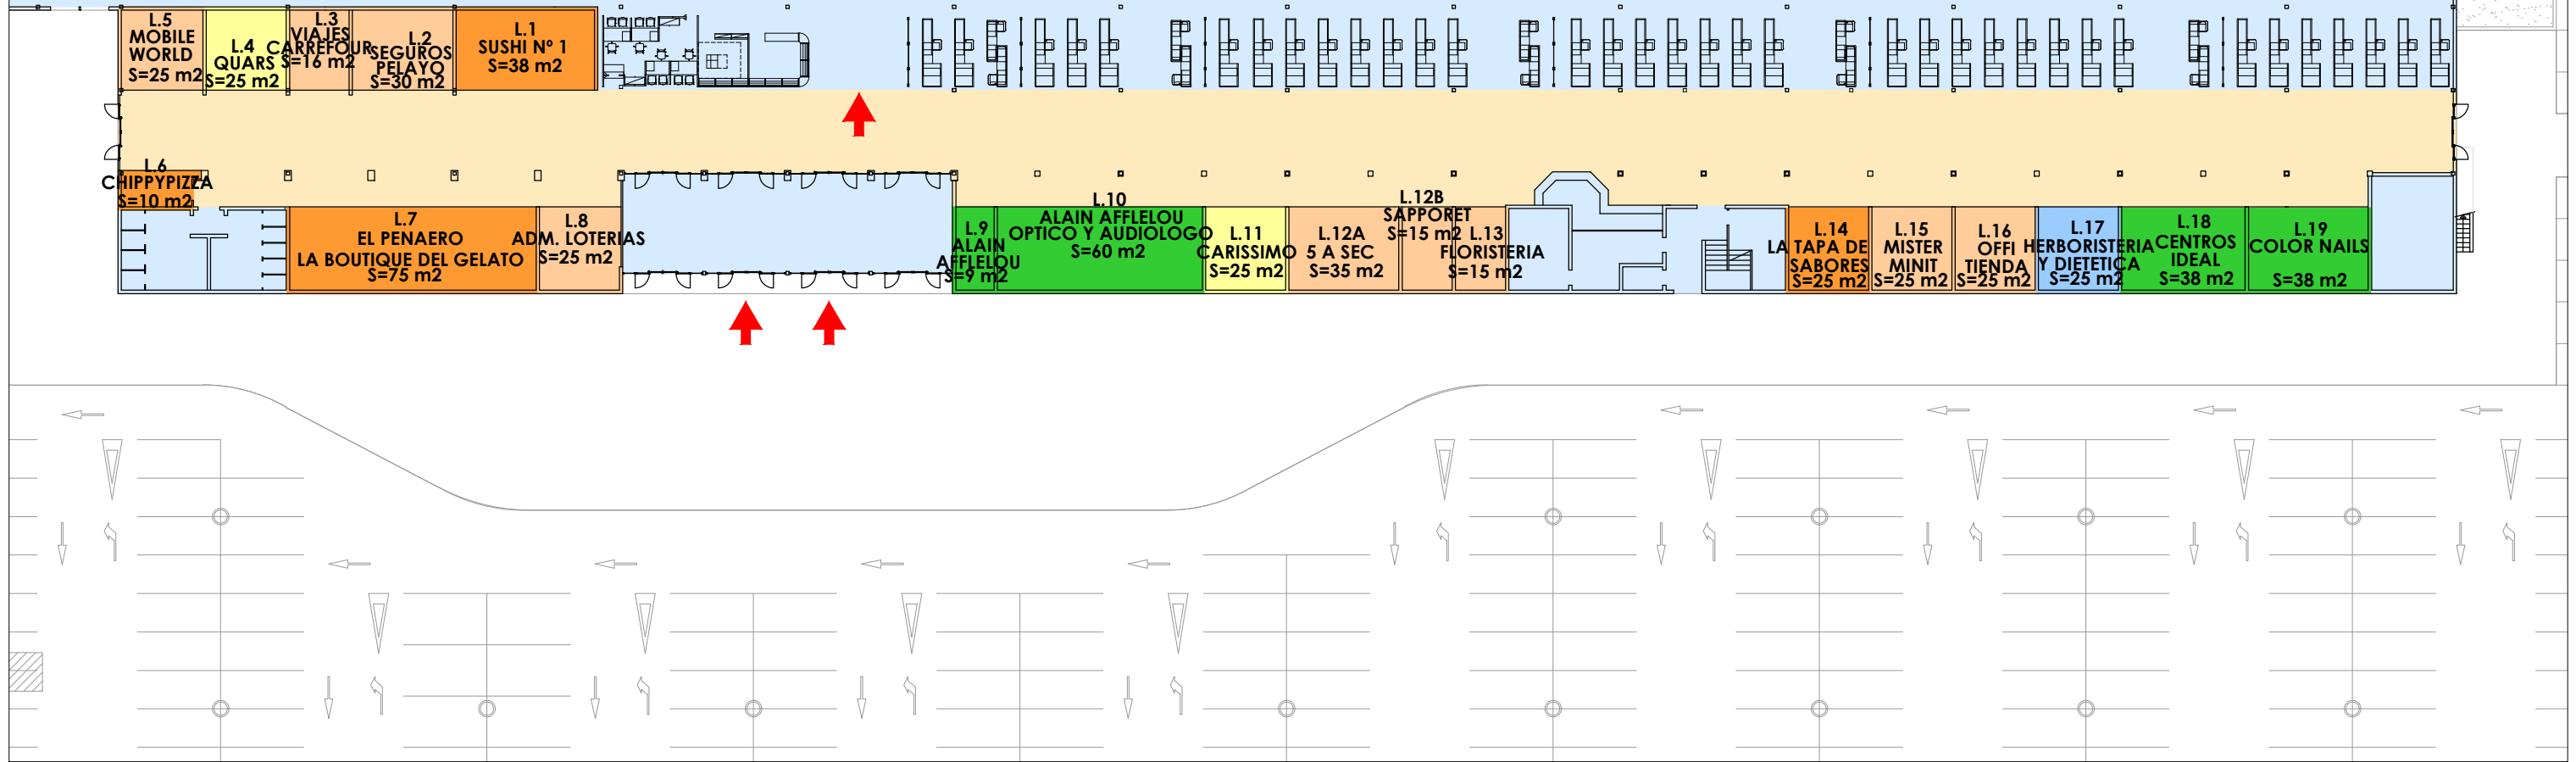 L.5
MOBILE
WORLD
S=25 m2
L.4
QUARS
S=25 m2
L.3
VIAJES
CARREFOUR
S=16 m2
L.2
SEGUROS
PELAYO
S=30 m2
L.1
SUSHI Nº 1
S=38 m2
L.6
CHIPPYPIZZA
S=10 m2
L.7
EL PENAERO
LA BOUTIQUE DEL GELATO
S=75 m2
L.8
ADM. LOTERIAS
S=25 m2
L.9
ALAIN
AFFLELOU
S=9 m2
L.10
ALAIN AFFLELOU
OPTICO Y AUDIOLOGO
S=60 m2
L.11
CARISSIMO
S=25 m2
L.12A
5 A SEC
S=35 m2
L.12B
SAPPORET
S=15 m2
L.13
FLORISTERIA
S=15 m2
L.14
LA TAPA DE
SABORES
S=25 m2
L.15
MISTER
MINIT
S=25 m2
L.16
OFFI
TIENDA
S=25 m2
L.17
HERBORISTERIA
Y DIETETICA
S=25 m2
L.18
CENTROS
IDEAL
S=38 m2
L.19
COLOR NAILS
S=38 m2